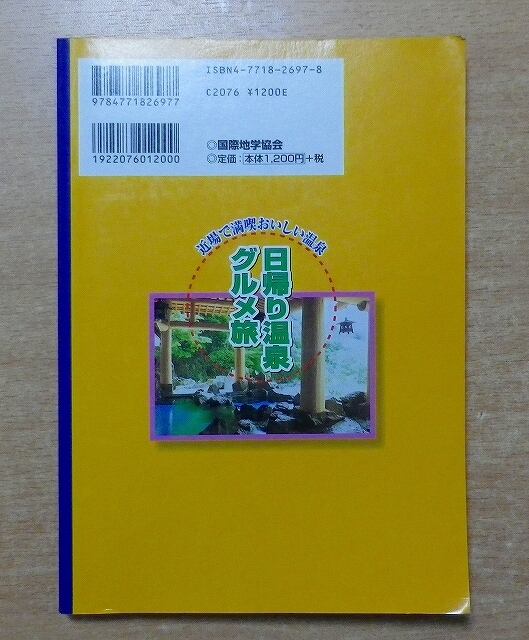 ISBN4-7718-2697-8
9784771826977
C2076 ¥1200E
1922076012000
◎国際地学協会
◎定価：本体1,200円+税
近場で満喫おいしい温泉
日帰り温泉
グルメ旅